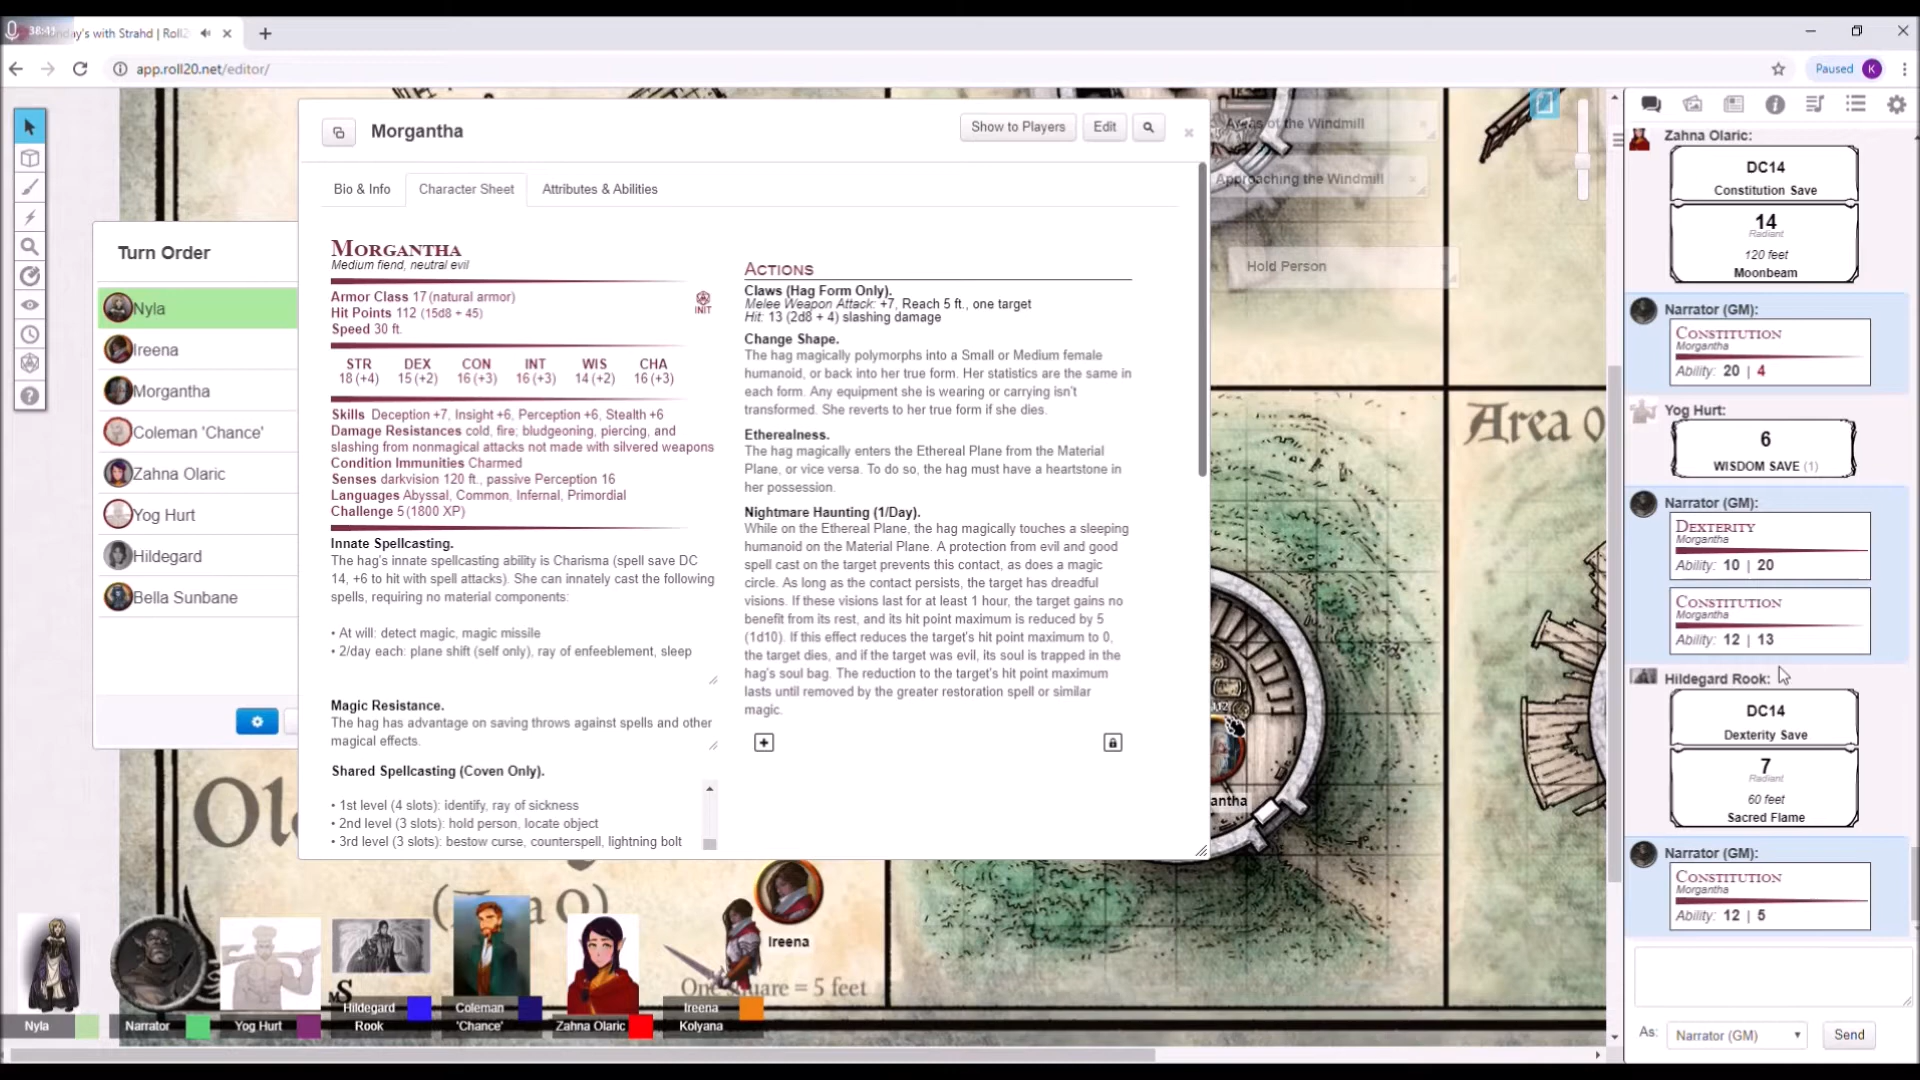 38:41
nday's with Strahd | Roll2
app.roll20.net/editor/
Paused
K
Turn Order
Nyla
Ireena
Morgantha
Coleman 'Chance'
Zahna Olaric
Yog Hurt
Hildegard
Bella Sunbane
Morgantha
Show to Players
Edit
Bio & Info
Character Sheet
Attributes & Abilities
MORGANTHA
Medium fiend, neutral evil
Armor Class 17 (natural armor)
Hit Points 112 (15d8 + 45)
Speed 30 ft.
INIT
STR DEX CON INT WIS CHA
18 (+4) 15 (+2) 16 (+3) 16 (+3) 14 (+2) 16 (+3)
Skills Deception +7, Insight +6, Perception +6, Stealth +6
Damage Resistances cold, fire; bludgeoning, piercing, and
slashing from nonmagical attacks not made with silvered weapons
Condition Immunities Charmed
Senses darkvision 120 ft., passive Perception 16
Languages Abyssal, Common, Infernal, Primordial
Challenge 5 (1800 XP)
Innate Spellcasting.
The hag's innate spellcasting ability is Charisma (spell save DC
14, +6 to hit with spell attacks). She can innately cast the following
spells, requiring no material components:
• At will: detect magic, magic missile
• 2/day each: plane shift (self only), ray of enfeeblement, sleep
Magic Resistance.
The hag has advantage on saving throws against spells and other
magical effects.
Shared Spellcasting (Coven Only).
• 1st level (4 slots): identify, ray of sickness
• 2nd level (3 slots): hold person, locate object
• 3rd level (3 slots): bestow curse, counterspell, lightning bolt
ACTIONS
Claws (Hag Form Only).
Melee Weapon Attack: +7, Reach 5 ft., one target
Hit: 13 (2d8 + 4) slashing damage
Change Shape.
The hag magically polymorphs into a Small or Medium female
humanoid, or back into her true form. Her statistics are the same in
each form. Any equipment she is wearing or carrying isn't
transformed. She reverts to her true form if she dies.
Etherealness.
The hag magically enters the Ethereal Plane from the Material
Plane, or vice versa. To do so, the hag must have a heartstone in
her possession.
Nightmare Haunting (1/Day).
While on the Ethereal Plane, the hag magically touches a sleeping
humanoid on the Material Plane. A protection from evil and good
spell cast on the target prevents this contact, as does a magic
circle. As long as the contact persists, the target has dreadful
visions. If these visions last for at least 1 hour, the target gains no
benefit from its rest, and its hit point maximum is reduced by 5
(1d10). If this effect reduces the target's hit point maximum to 0,
the target dies, and if the target was evil, its soul is trapped in the
hag's soul bag. The reduction to the target's hit point maximum
lasts until removed by the greater restoration spell or similar
magic.
Areas of the Windmill
Approaching the Windmill
Hold Person
Area O
antha
Ol
a O)
One square = 5 feet
Ireena
Nyla
Narrator
Yog Hurt
Hildegard
Rook
Coleman
'Chance'
Zahna Olaric
Ireena
Kolyana
Zahna Olaric:
DC14
Constitution Save
14
Radiant
120 feet
Moonbeam
Narrator (GM):
CONSTITUTION
Morgantha
Ability: 20 | 4
Yog Hurt:
6
WISDOM SAVE (1)
Narrator (GM):
DEXTERITY
Morgantha
Ability: 10 | 20
CONSTITUTION
Morgantha
Ability: 12 | 13
Hildegard Rook:
DC14
Dexterity Save
7
Radiant
60 feet
Sacred Flame
Narrator (GM):
CONSTITUTION
Morgantha
Ability: 12 | 5
As:
Narrator (GM)
Send